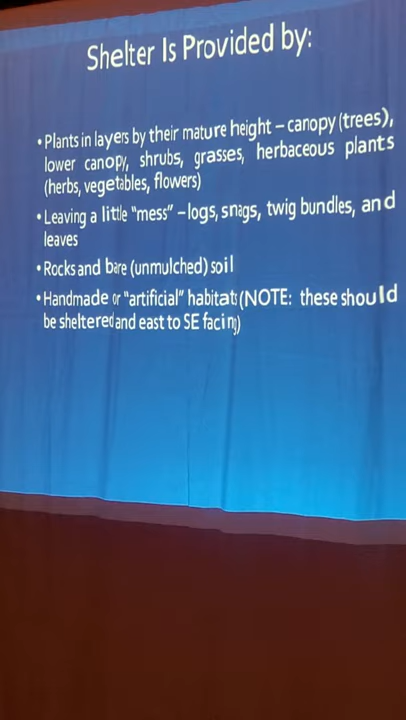 Shelter Is Provided by:
• Plants in layers by their mature height – canopy (trees),
lower canopy, shrubs, grasses, herbaceous plants
(herbs, vegetables, flowers)
• Leaving a little "mess" –logs, snags, twig bundles, and
leaves
• Rocks and bare (unmulched) soil
• Handmade or "artificial" habitats (NOTE: these should
be sheltered and east to SE facing)